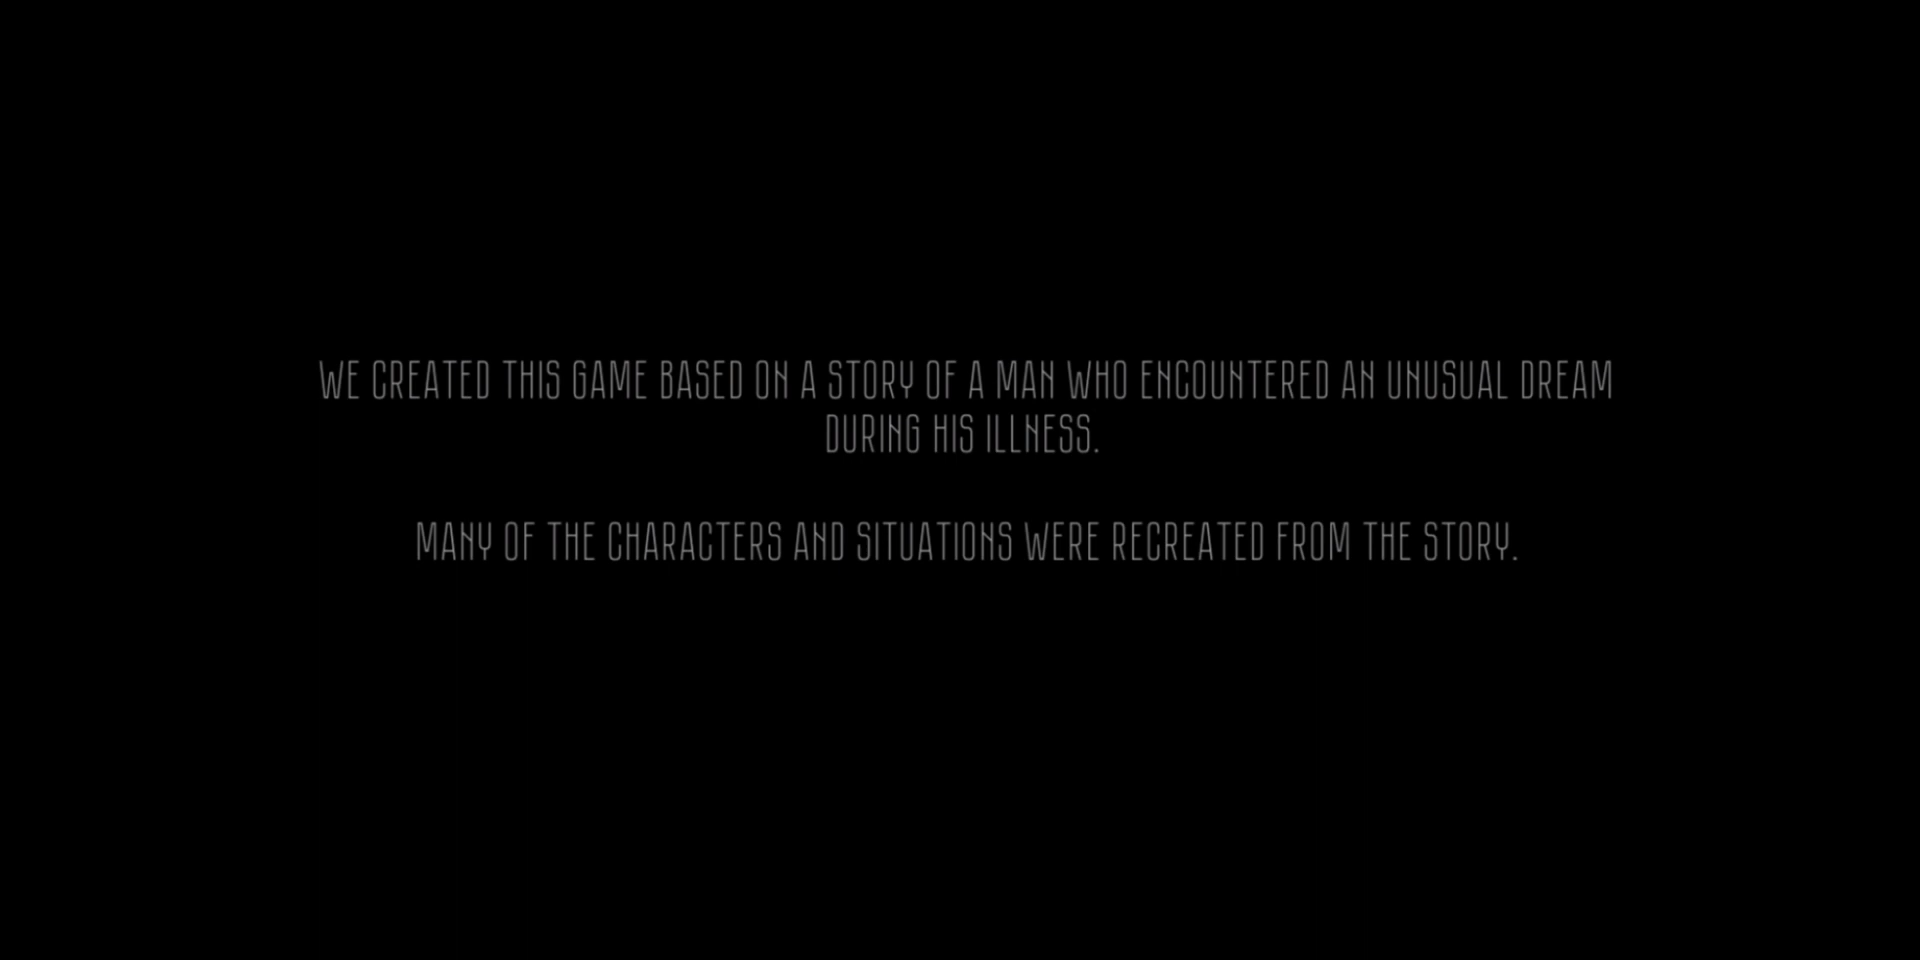 WE CREATED THIS GAME BASED ON A STORY OF A MAN WHO ENCOUNTERED AN UNUSUAL DREAM
DURING HIS ILLNESS.
MANY OF THE CHARACTERS AND SITUATIONS WERE RECREATED FROM THE STORY.